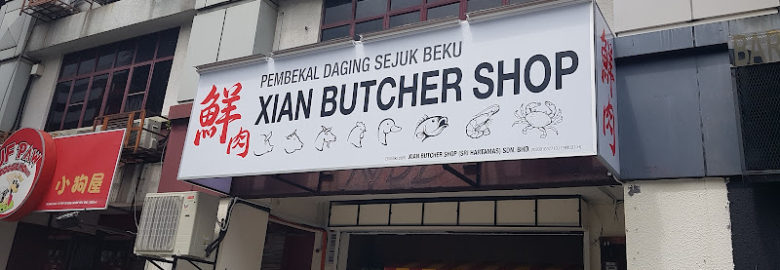 小狗屋
鮮肉
PEMBEKAL DAGING SEJUK BEKU
XIAN BUTCHER SHOP
XIAN BUTCHER SHOP (SRI HARTAMAS) SDN. BHD.
鮮肉